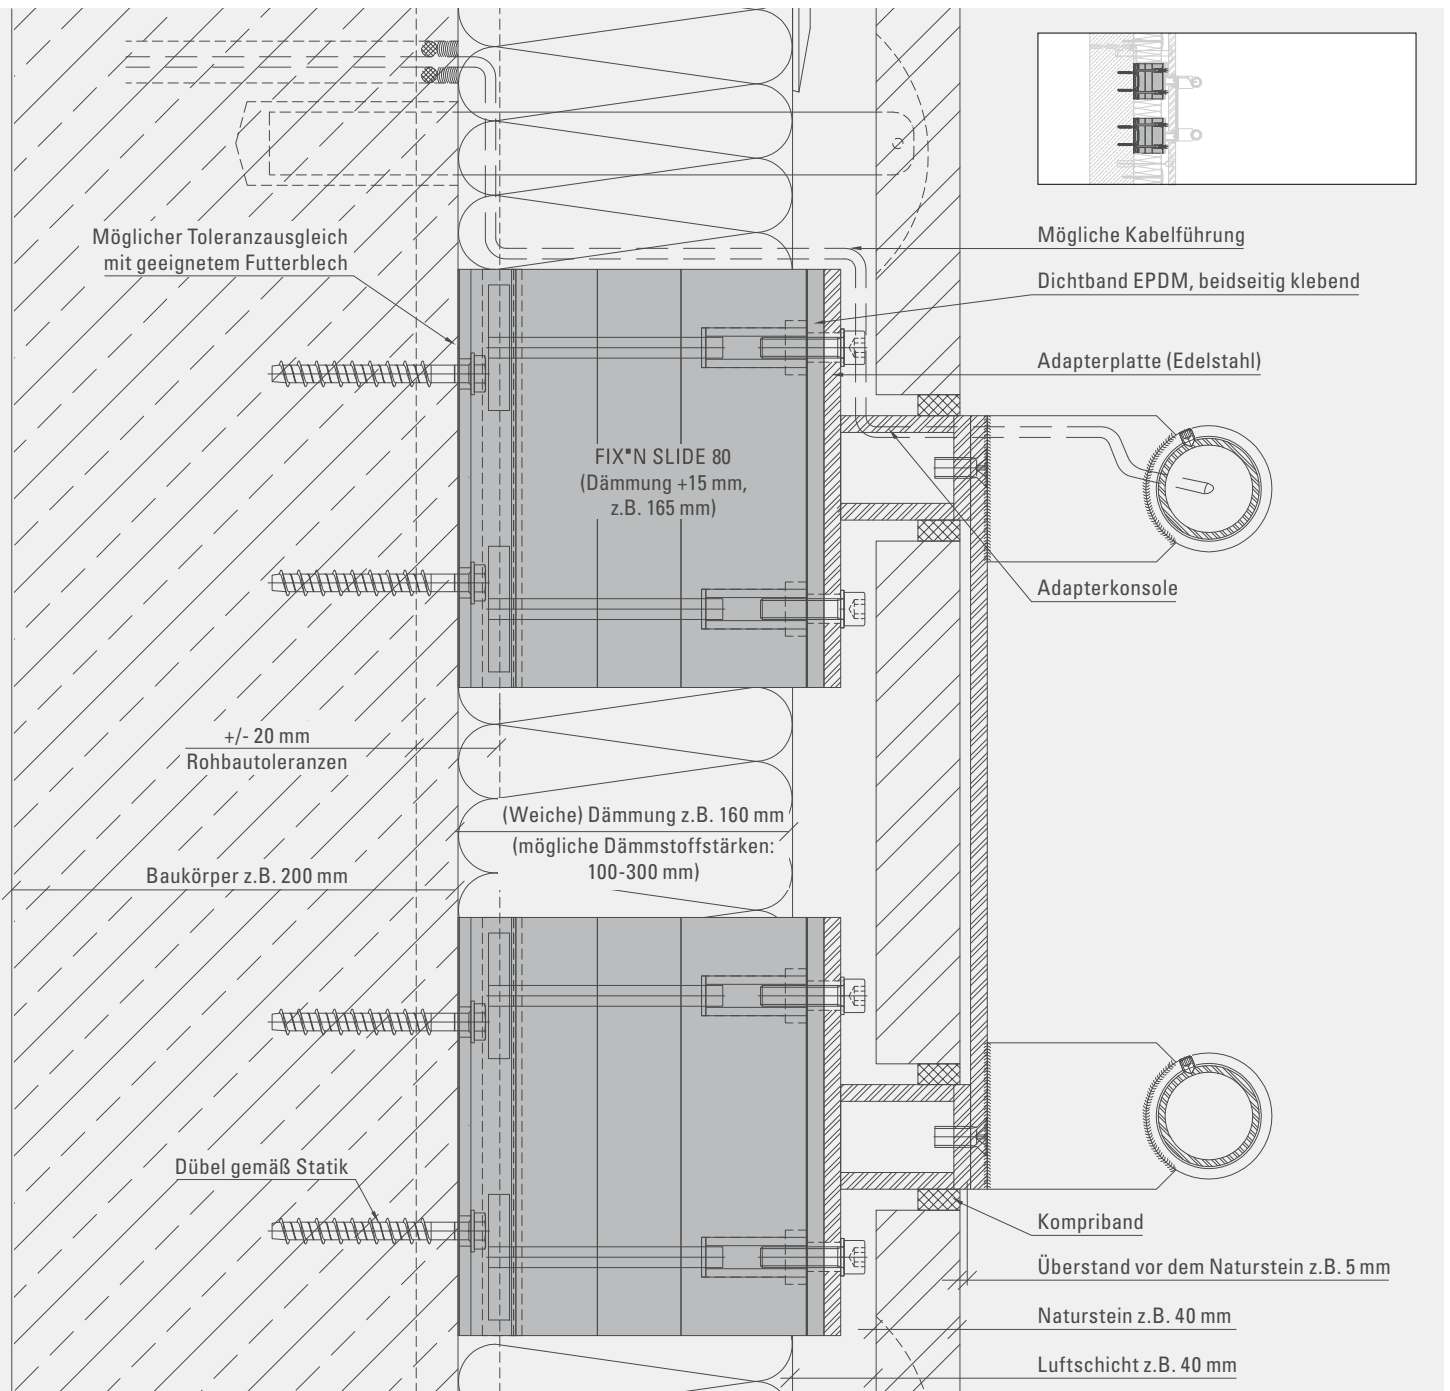 Möglicher Toleranzausgleich
mit geeignetem Futterblech
Mögliche Kabelführung
Dichtband EPDM, beidseitig klebend
Adapterplatte (Edelstahl)
FIX"N SLIDE 80
(Dämmung +15 mm,
z.B. 165 mm)
Adapterkonsole
+/- 20 mm
Rohbautoleranzen
(Weiche) Dämmung z.B. 160 mm
(mögliche Dämmstoffstärken:
100-300 mm)
Baukörper z.B. 200 mm
Dübel gemäß Statik
Kompriband
Überstand vor dem Naturstein z.B. 5 mm
Naturstein z.B. 40 mm
Luftschicht z.B. 40 mm